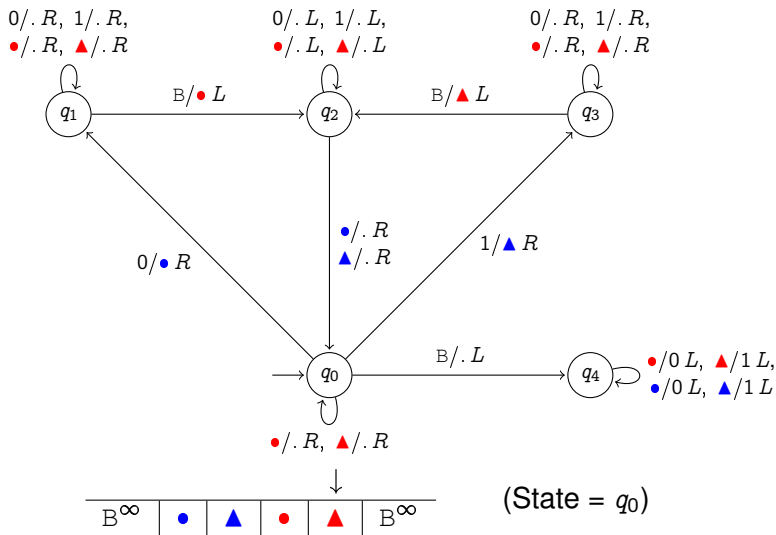 0/. R, 1/. R,
●/. R, ▲/. R
0/. L, 1/. L,
●/. L, ▲/. L
0/. R, 1/. R,
●/. R, ▲/. R
q1
B/● L
q2
B/▲ L
q3
0/● R
●/. R
▲/. R
1/▲ R
q0
B/. L
q4
●/0 L, ▲/1 L,
●/0 L, ▲/1 L
●/. R, ▲/. R
B∞ ● ▲ ● ▲ B∞
(State = q0)